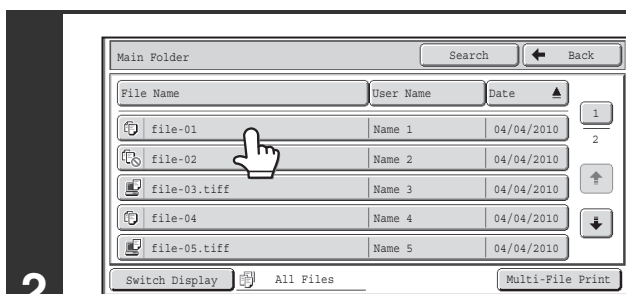 Main Folder Search Back
File Name User Name Date
file-01 Name 1 04/04/2010
1
2
file-02 Name 2 04/04/2010
file-03.tiff Name 3 04/04/2010
file-04 Name 4 04/04/2010
file-05.tiff Name 5 04/04/2010
Switch Display All Files Multi-File Print
2